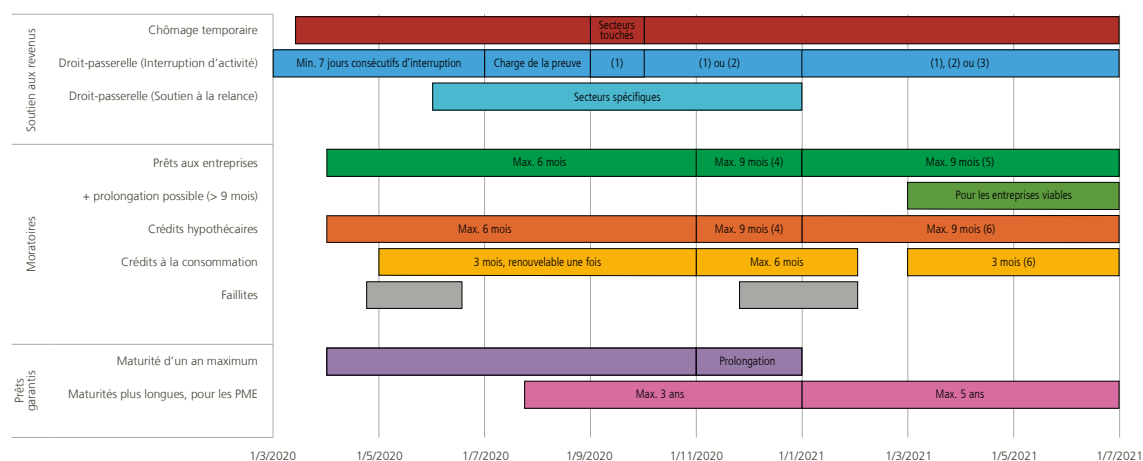 Soutien aux revenus
Chômage temporaire
Secteurs
touchés
Droit-passerelle (Interruption d’activité)
Min. 7 jours consécutifs d’interruption
Charge de la preuve
(1)
(1) ou (2)
(1), (2) ou (3)
Droit-passerelle (Soutien à la relance)
Secteurs spécifiques
Moratoires
Prêts aux entreprises
Max. 6 mois
Max. 9 mois (4)
Max. 9 mois (5)
+ prolongation possible (> 9 mois)
Pour les entreprises viables
Crédits hypothécaires
Max. 6 mois
Max. 9 mois (4)
Max. 9 mois (6)
Crédits à la consommation
3 mois, renouvelable une fois
Max. 6 mois
3 mois (6)
Faillites
Prêts
garantis
Maturité d’un an maximum
Prolongation
Maturités plus longues, pour les PME
Max. 3 ans
Max. 5 ans
1/3/2020
1/5/2020
1/7/2020
1/9/2020
1/11/2020
1/1/2021
1/3/2021
1/5/2021
1/7/2021